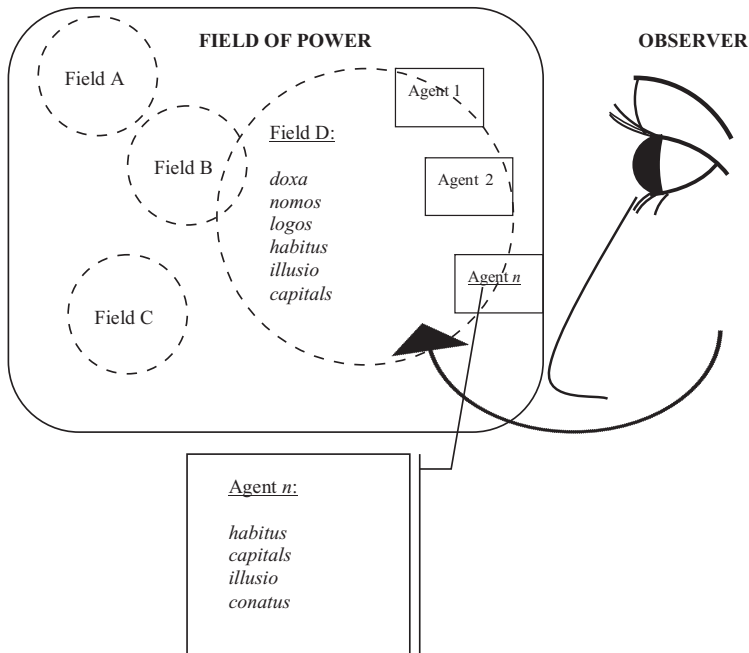 FIELD OF POWER
OBSERVER
Field A
Agent 1
Field D:
Field B
doxa
Agent 2
nomos
logos
habitus
illusio
Agent n
capitals
Field C
Agent n:
habitus
capitals
illusio
conatus